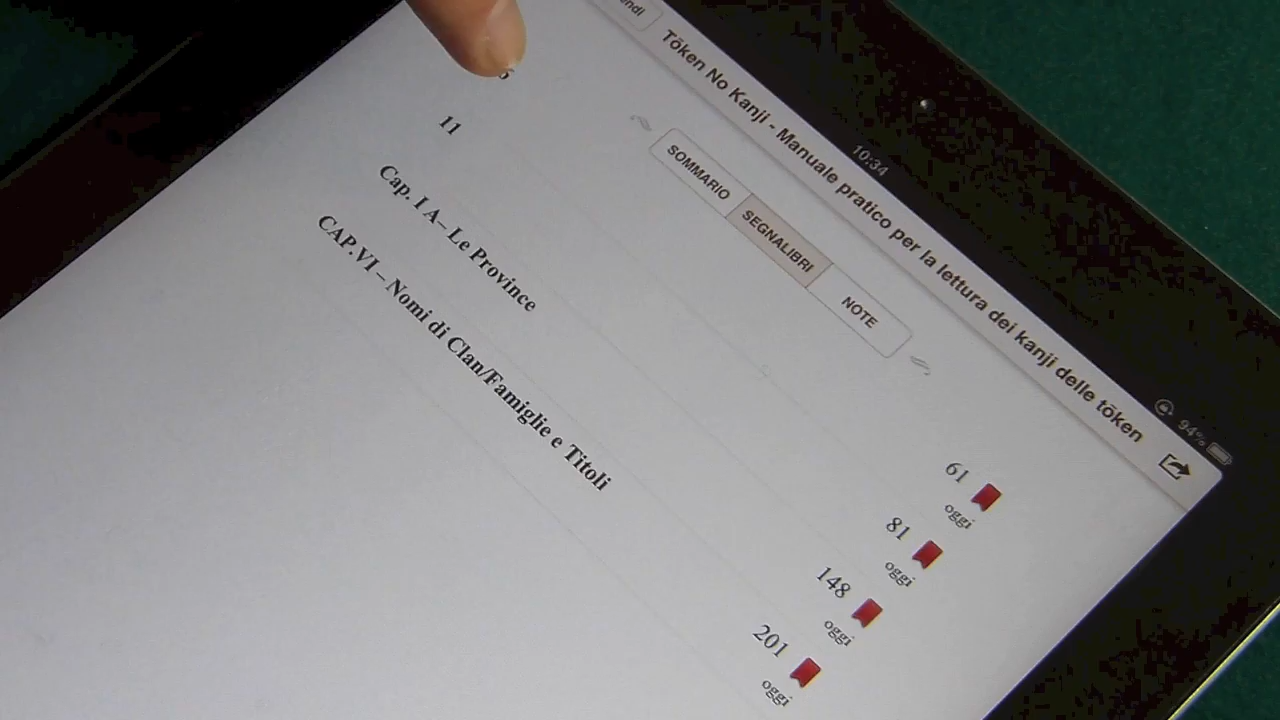 Tōken No Kanji - Manuale pratico per la lettura dei kanji delle tōken
10:34
94%
SOMMARIO SEGNALIBRI NOTE
61
oggi
11 81
oggi
Cap. I A– Le Province 148
oggi
CAP.VI – Nomi di Clan/Famiglie e Titoli 201
oggi